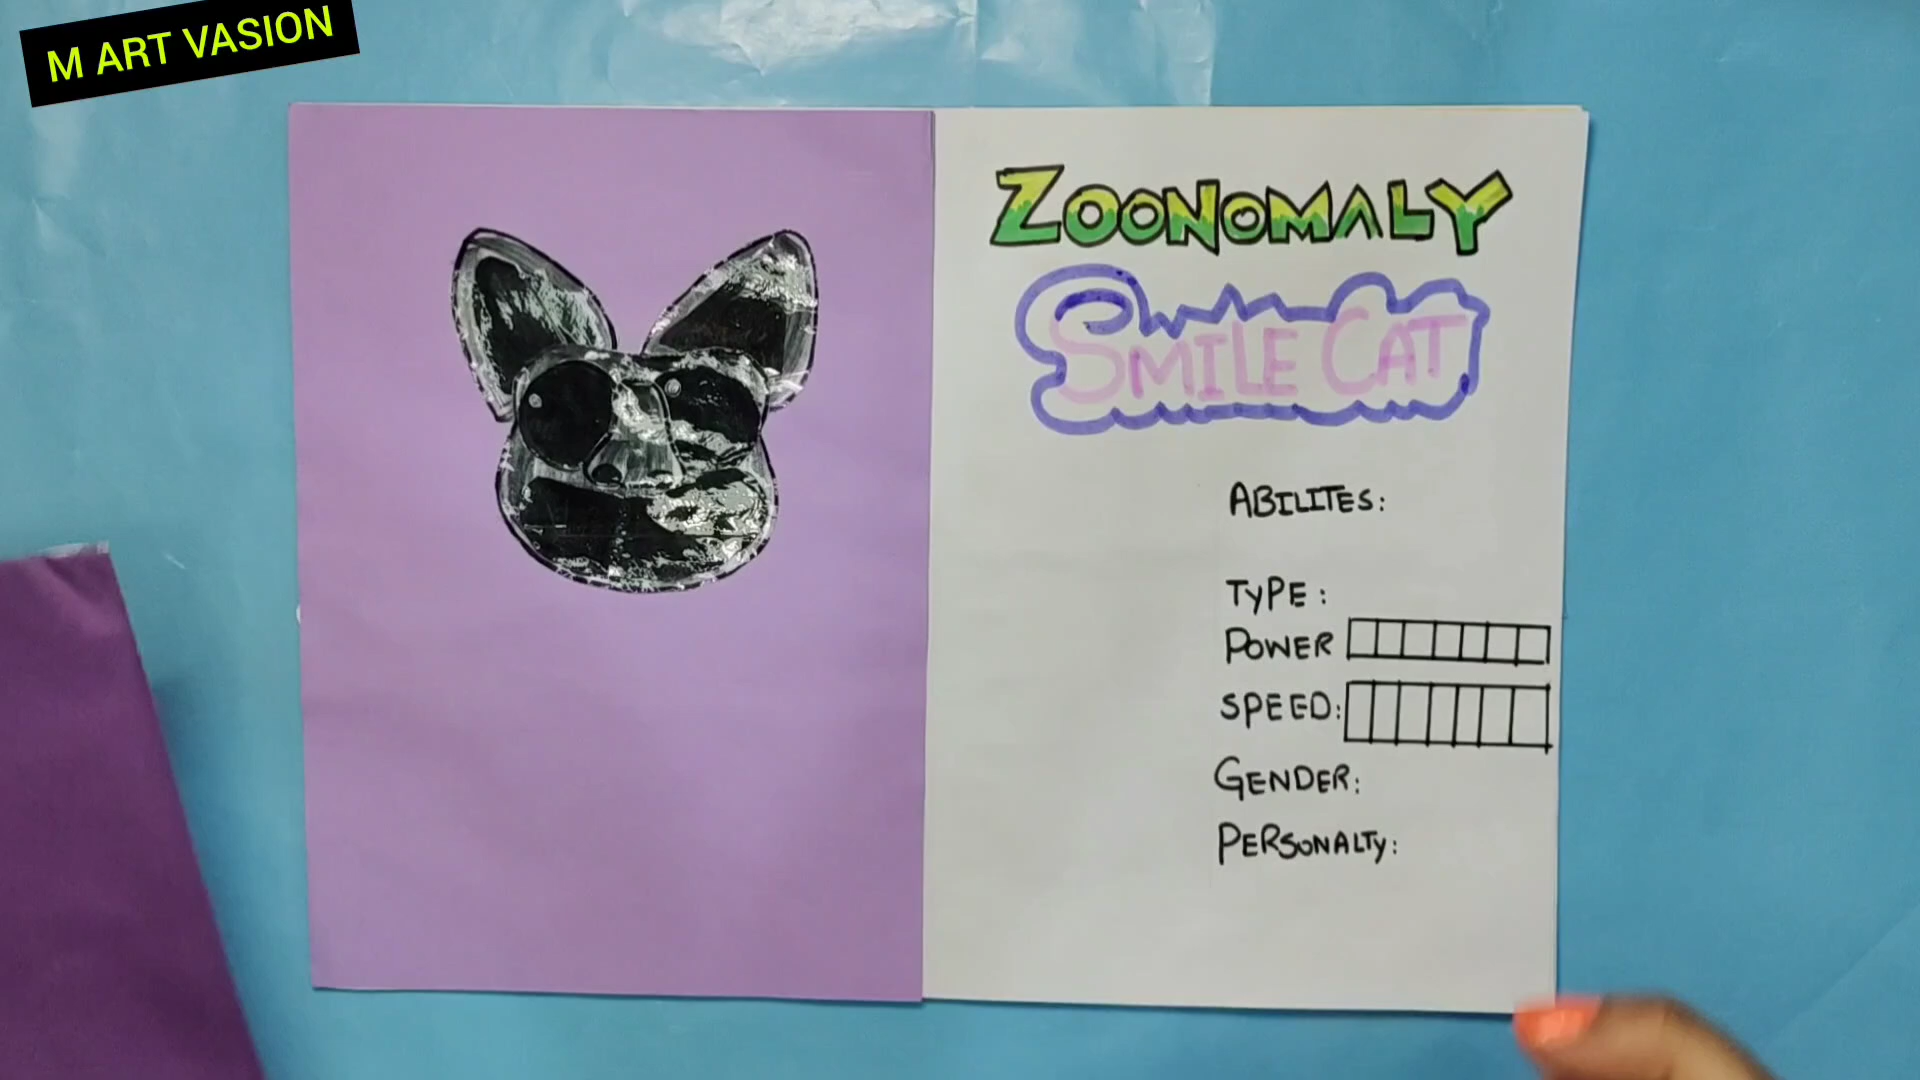 M ART VASION
ZOONOMALY
SMILE CAT
ABILITES:
TYPE:
POWER
SPEED:
GENDER:
PERSONALTY: